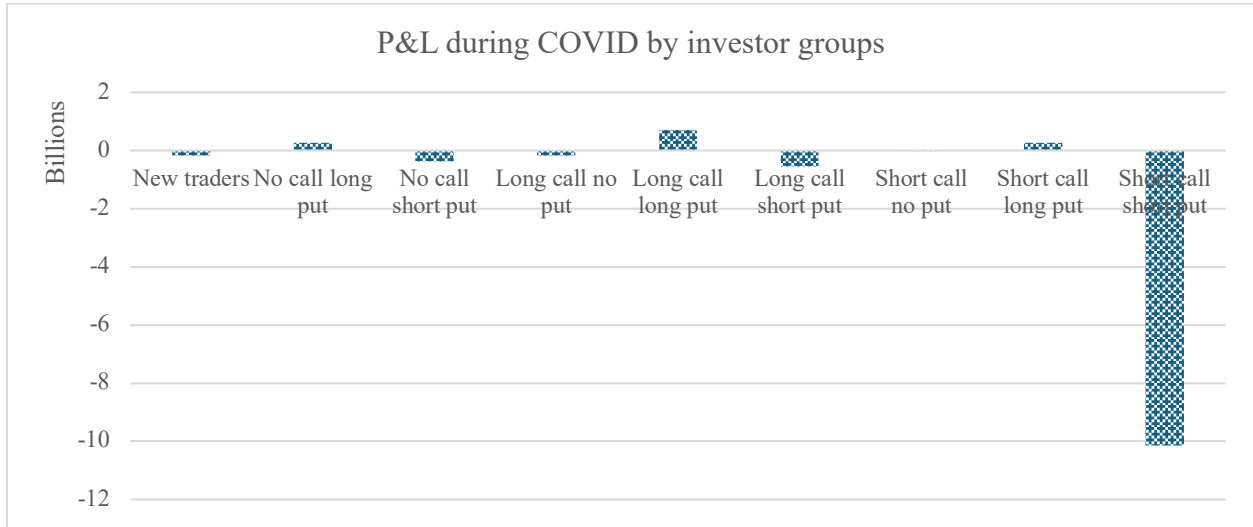 P&L during COVID by investor groups
Billions
2
0
-2
-4
-6
-8
-10
-12
New traders
No call long
put
No call
short put
Long call no
put
Long call
long put
Long call
short put
Short call
no put
Short call
long put
Short call
short put